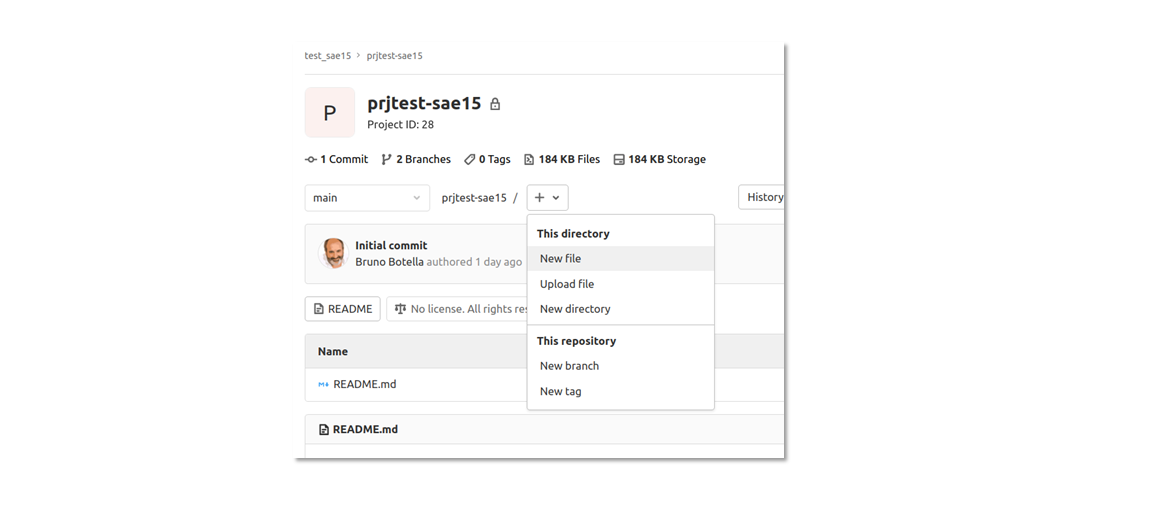 test_sae15 > prjtest-sae15
P
prjtest-sae15
Project ID: 28
1 Commit 2 Branches 0 Tags 184 KB Files 184 KB Storage
main prjtest-sae15 / + History
This directory
New file
Upload file
New directory
This repository
New branch
New tag
Initial commit
Bruno Botella authored 1 day ago
README No license. All rights res
Name
README.md
README.md